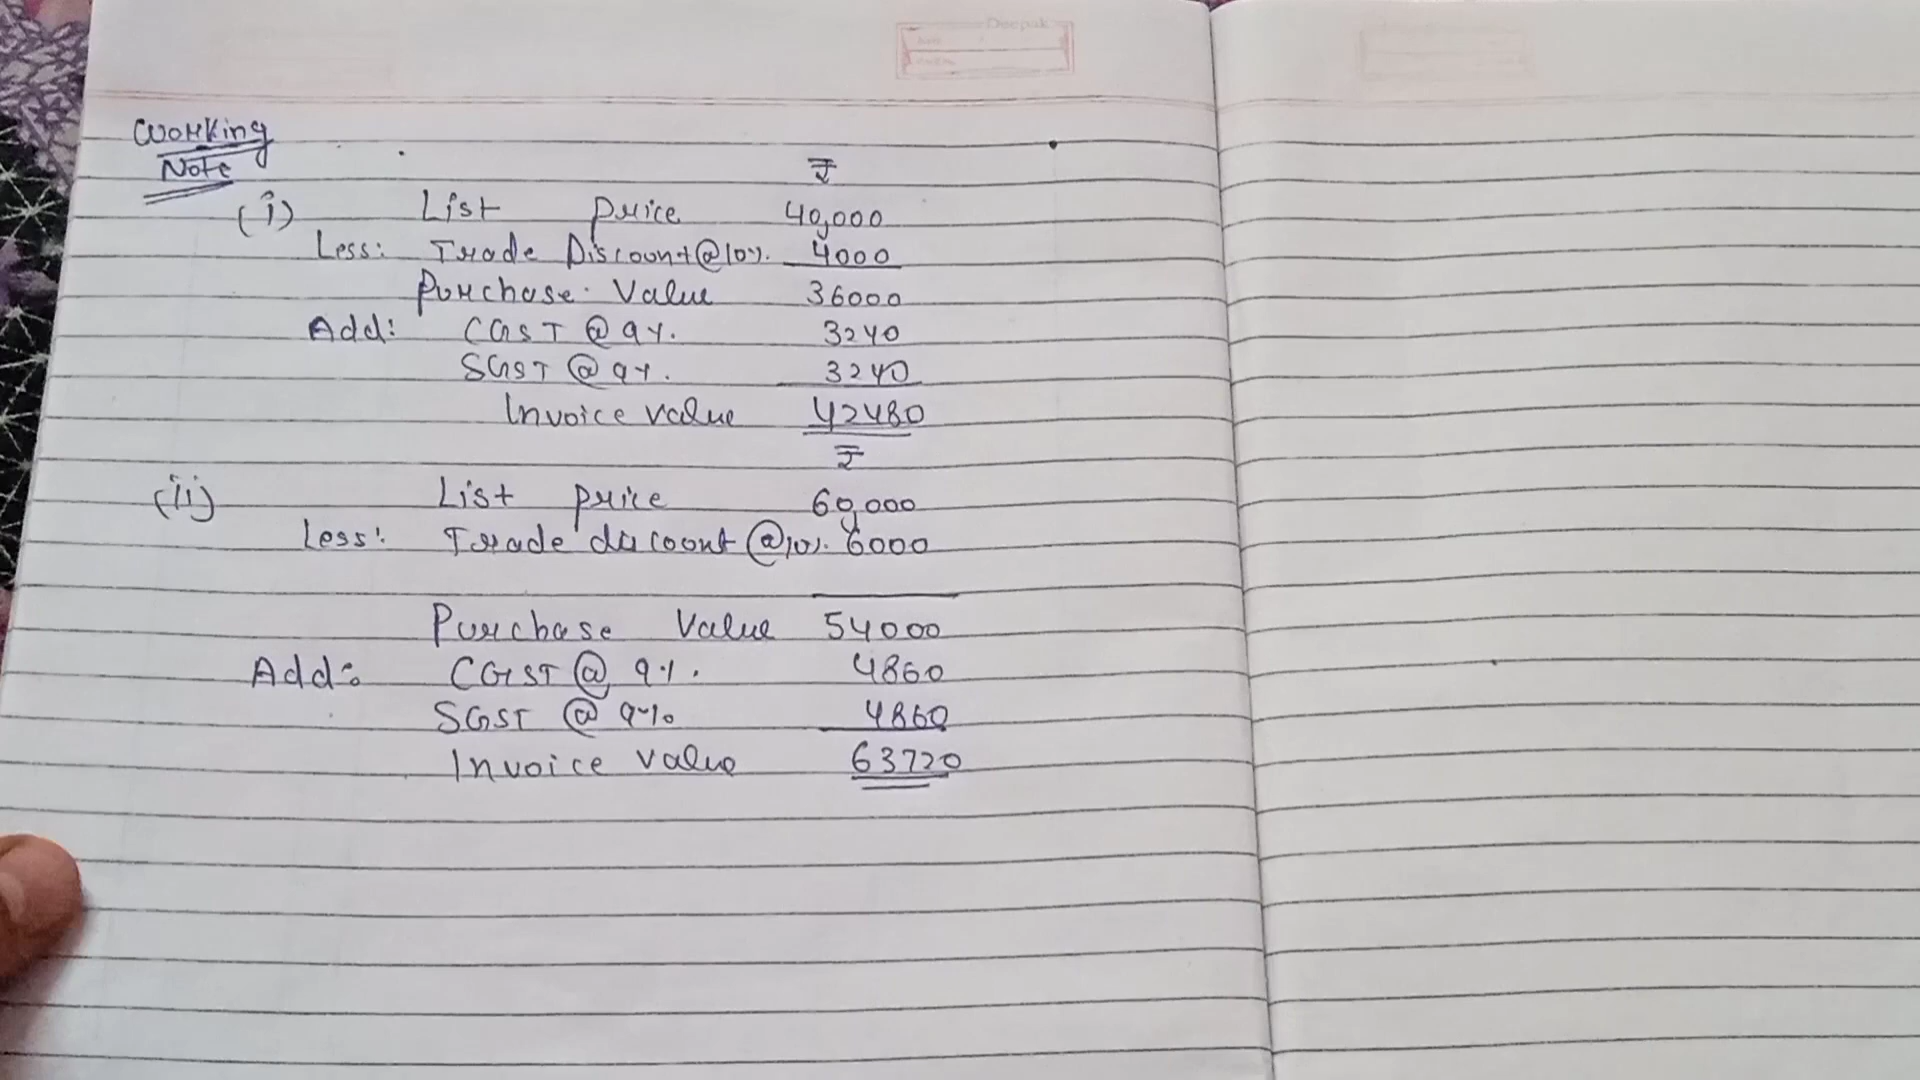 Deepak
Working
Note
₹
(i) List price 40,000
Less: Trade Discount@10%. 4000
Purchase Value 36000
Add: CGST @ 9%. 3240
SGST @ 9%. 3240
Invoice value 42480
₹
(ii) List price 60,000
Less: Trade discount @10%. 6000
Purchase Value 54000
Add: CGST @ 9%. 4860
SGST @ 9% 4860
Invoice value 63720